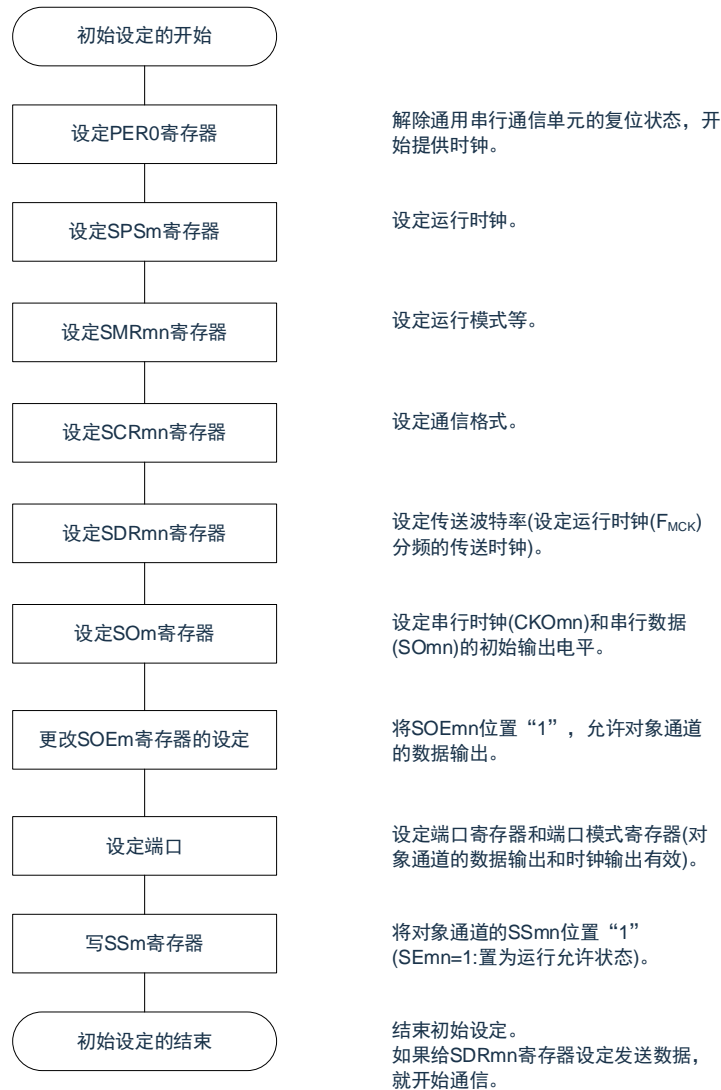 初始设定的开始
设定PER0寄存器
解除通用串行通信单元的复位状态，开
始提供时钟。
设定SPSm寄存器
设定运行时钟。
设定SMRmn寄存器
设定运行模式等。
设定SCRmn寄存器
设定通信格式。
设定SDRmn寄存器
设定传送波特率(设定运行时钟(FMCK)
分频的传送时钟)。
设定SOm寄存器
设定串行时钟(CKOmn)和串行数据
(SOmn)的初始输出电平。
更改SOEm寄存器的设定
将SOEmn位置“1”，允许对象通道
的数据输出。
设定端口
设定端口寄存器和端口模式寄存器(对
象通道的数据输出和时钟输出有效)。
写SSm寄存器
将对象通道的SSmn位置“1”
(SEmn=1:置为运行允许状态)。
初始设定的结束
结束初始设定。
如果给SDRmn寄存器设定发送数据，
就开始通信。